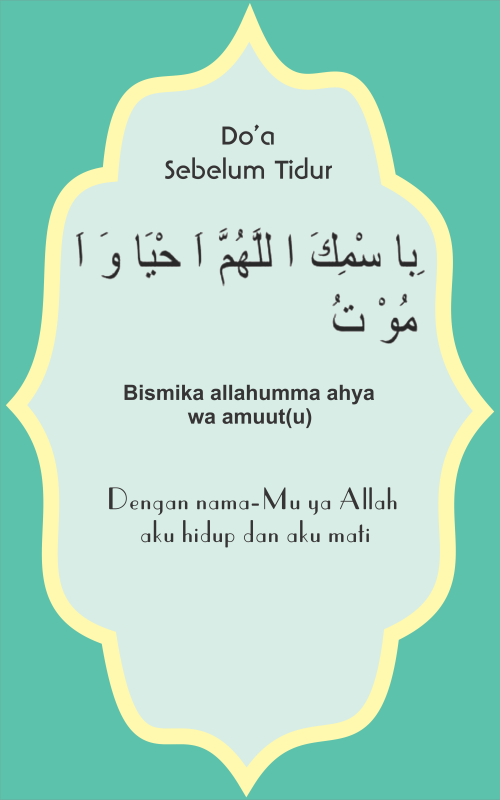 Do'a
Sebelum Tidur
بِا سْمِكَ ا للَّهُمَّ اَ حْيَا وَ اَ
مُوْ تُ
Bismika allahumma ahya
wa amuut(u)
Dengan nama-Mu ya Allah
aku hidup dan aku mati